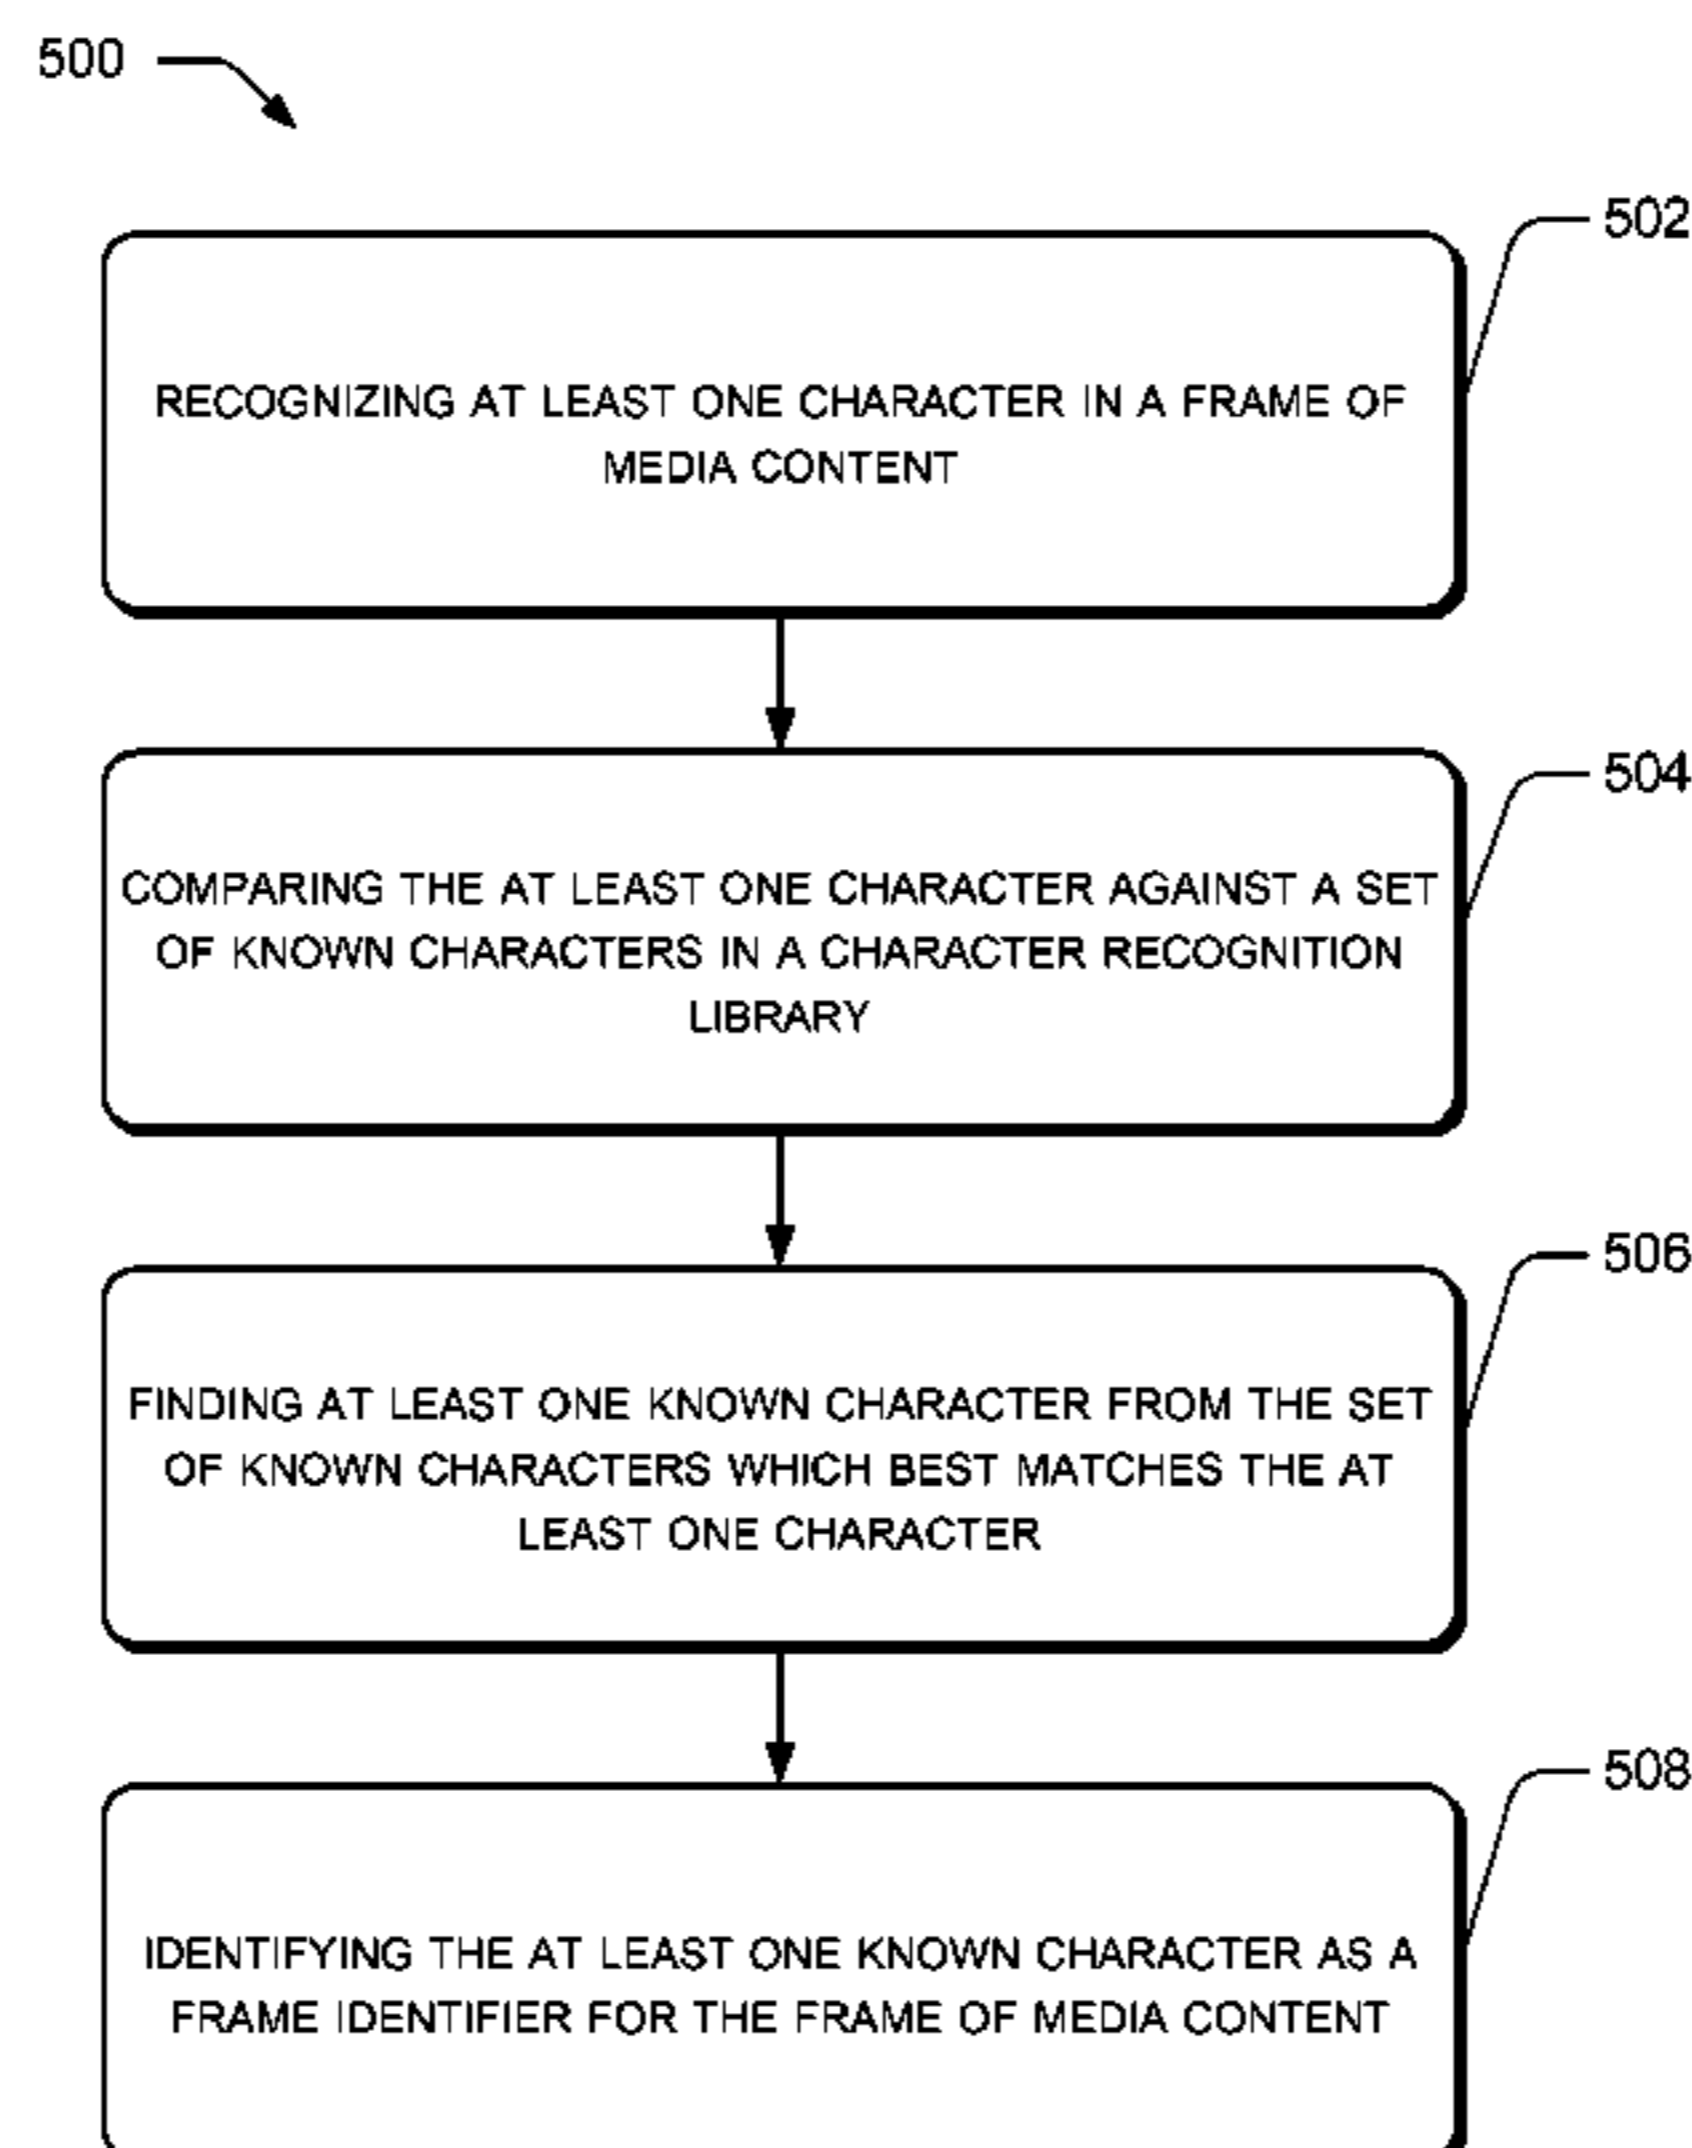 500
502
RECOGNIZING AT LEAST ONE CHARACTER IN A FRAME OF
MEDIA CONTENT
504
COMPARING THE AT LEAST ONE CHARACTER AGAINST A SET
OF KNOWN CHARACTERS IN A CHARACTER RECOGNITION
LIBRARY
506
FINDING AT LEAST ONE KNOWN CHARACTER FROM THE SET
OF KNOWN CHARACTERS WHICH BEST MATCHES THE AT
LEAST ONE CHARACTER
508
IDENTIFYING THE AT LEAST ONE KNOWN CHARACTER AS A
FRAME IDENTIFIER FOR THE FRAME OF MEDIA CONTENT